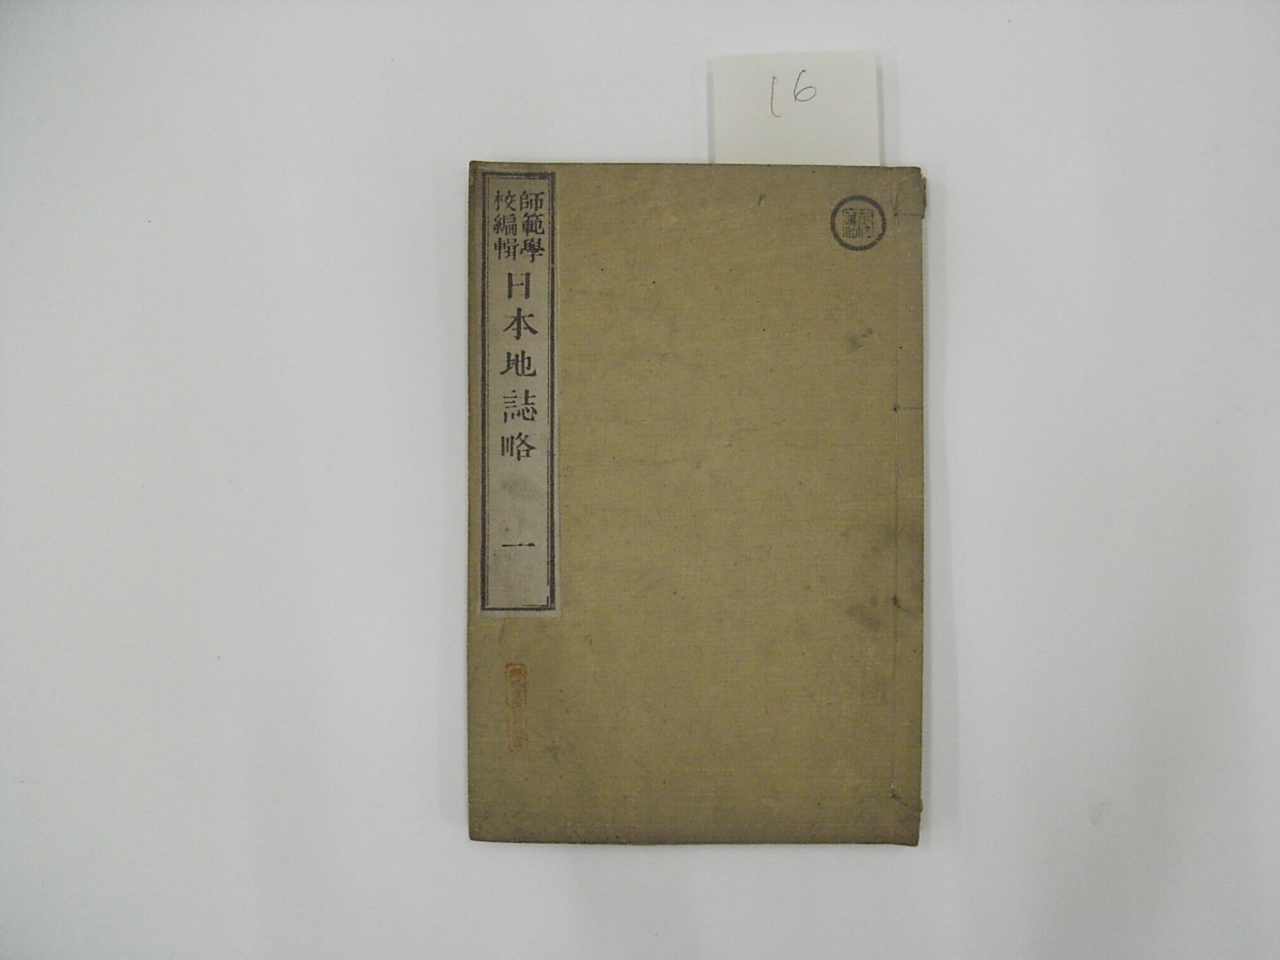 16
師範學
校編輯
日本地誌略 一